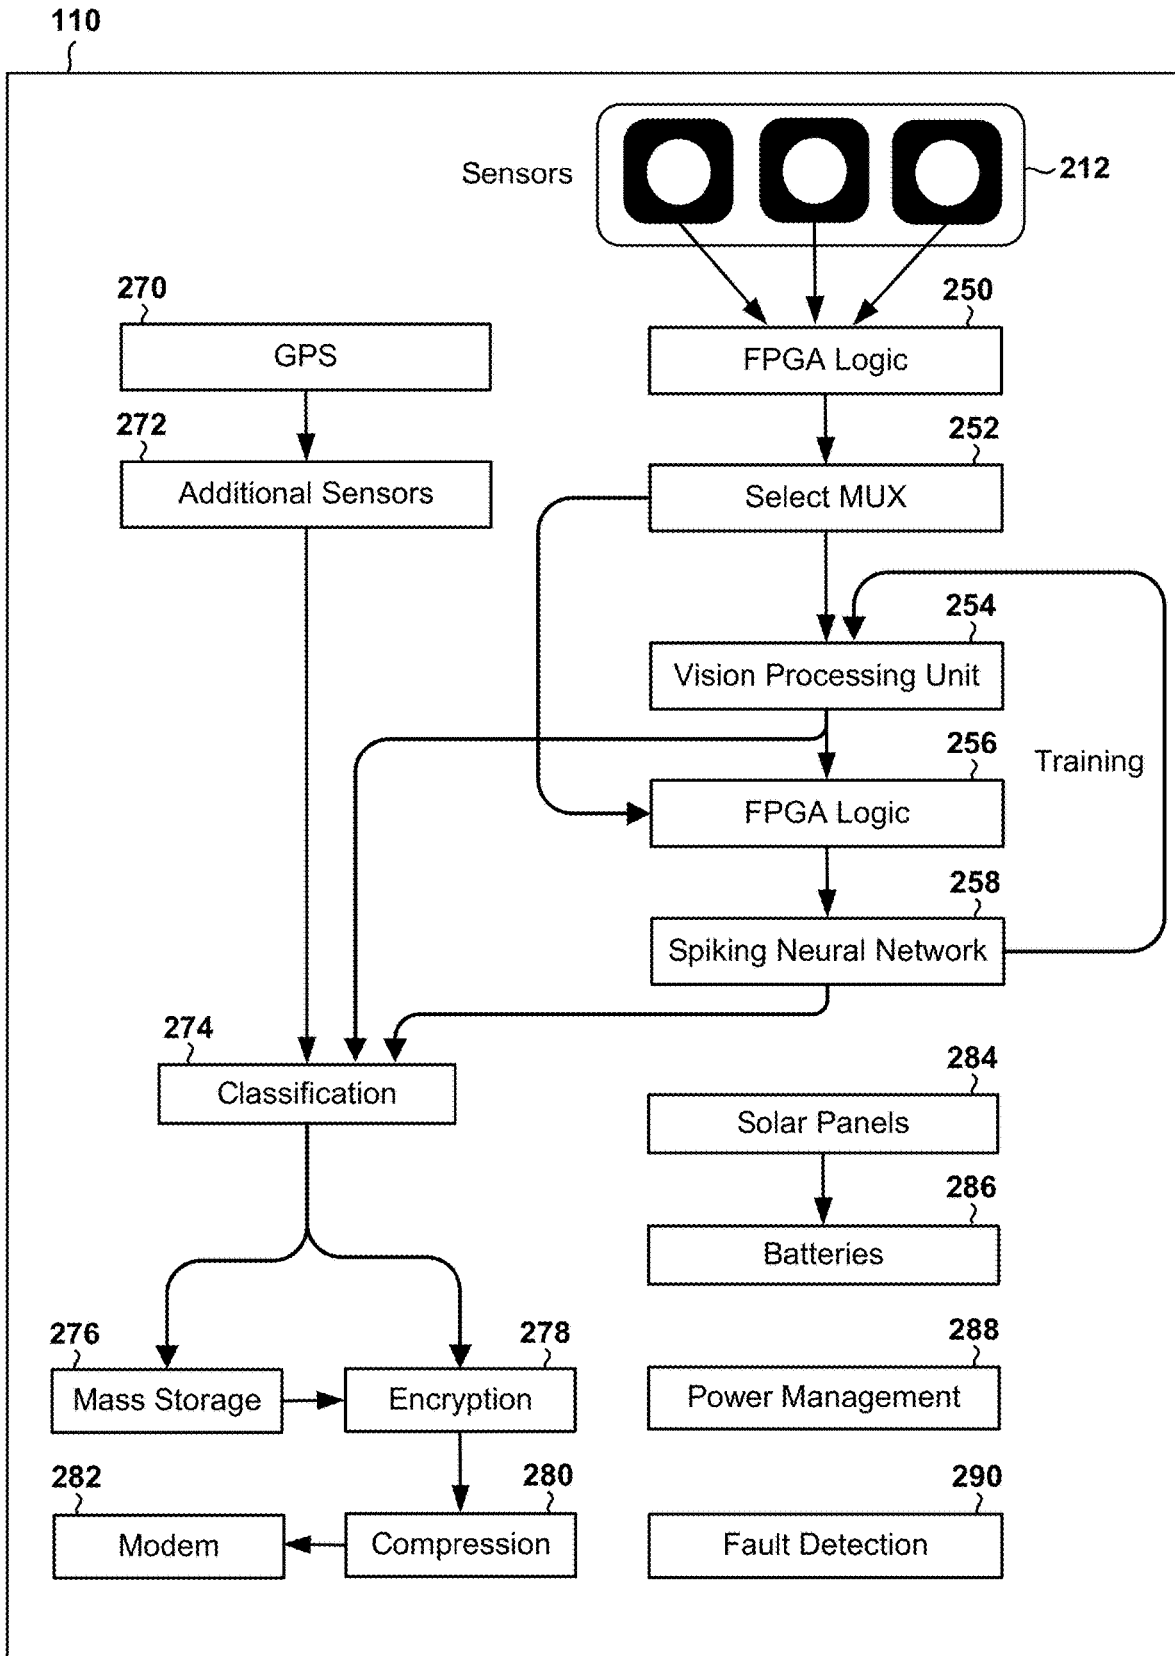 110
Sensors
212
270
GPS
250
FPGA Logic
272
Additional Sensors
252
Select MUX
254
Vision Processing Unit
256
FPGA Logic
Training
258
Spiking Neural Network
274
Classification
284
Solar Panels
286
Batteries
276
Mass Storage
278
Encryption
288
Power Management
282
Modem
280
Compression
290
Fault Detection